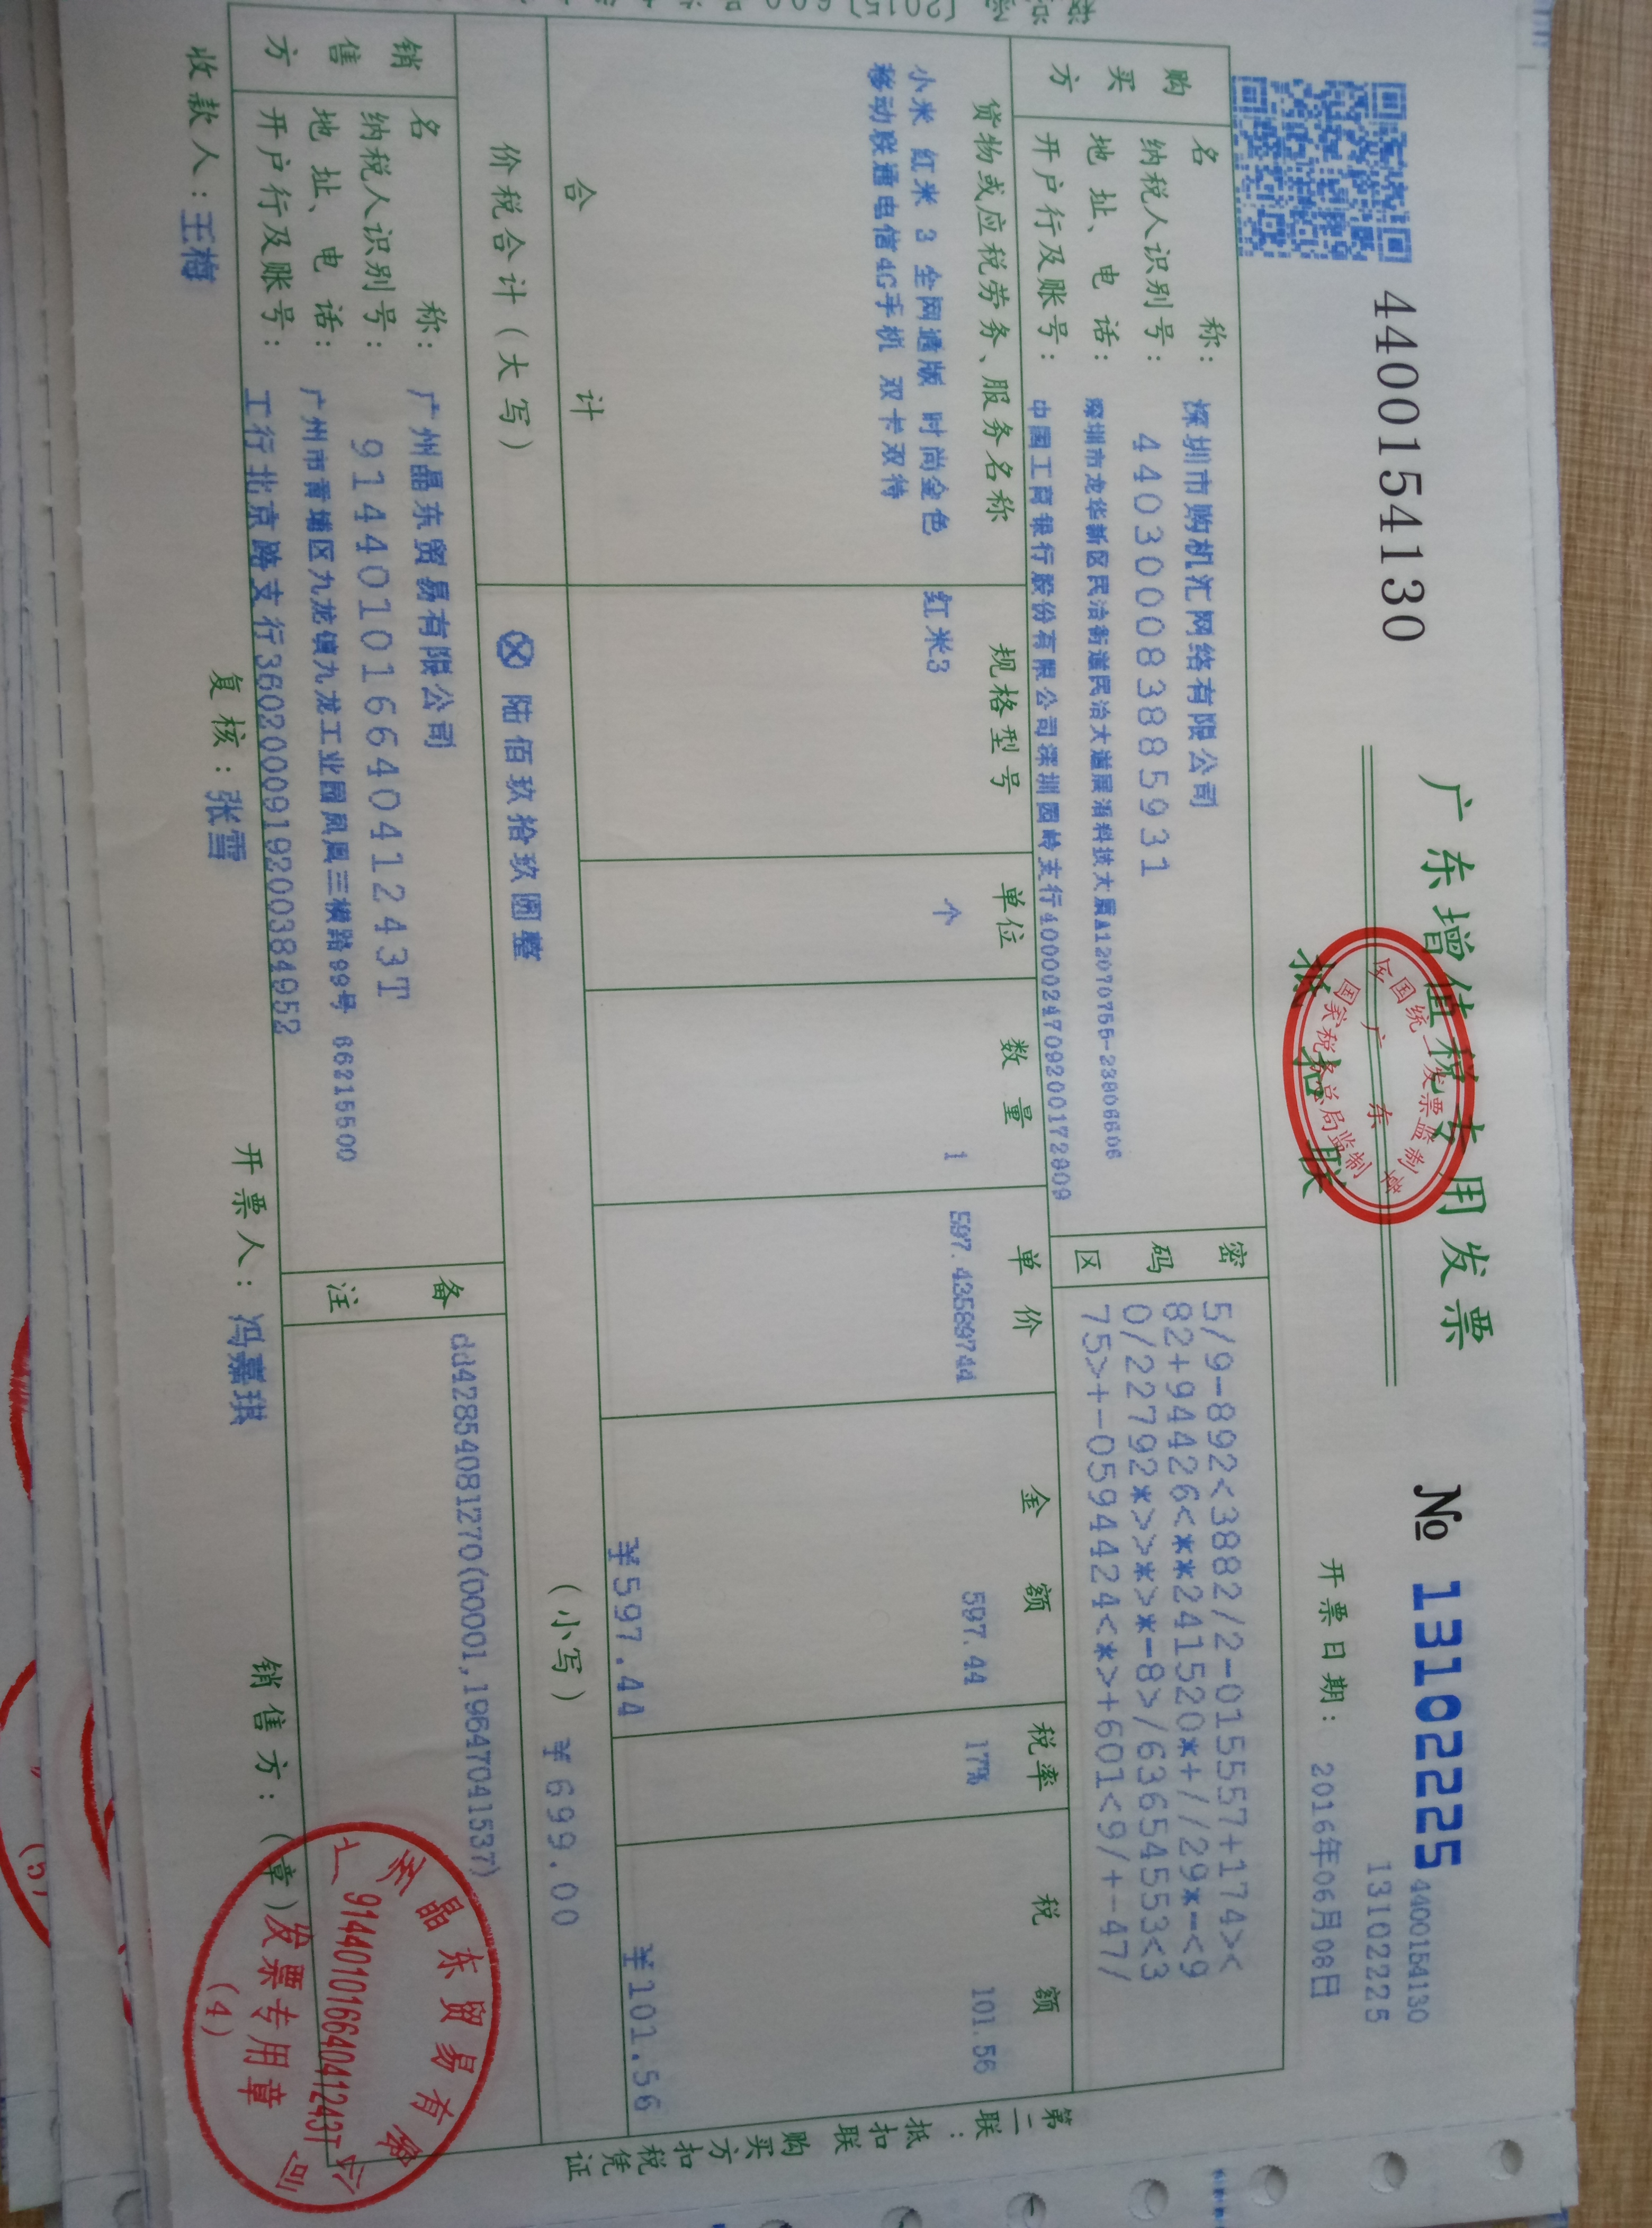 4400154130
广东增值税专用发票
抵扣联
全国统一发票监制章
广东
国家税务总局监制
№ 13102225
4400154130
13102225
开票日期： 2016年06月08日
购买方
名 称： 深圳市购机汇网络有限公司
纳税人识别号： 440300083885931
地 址、电 话： 深圳市龙华新区民治街道民治大道展滔科技大厦A12070755-23806606
开户行及账号： 中国工商银行股份有限公司深圳园岭支行4000024709200172809
密码区
5/9-892<3882/2-015557+174><
82+94426<**241520*+//29*-<9
0/22792*>>*>*-8>/636545 53<3
75>+-0594424<*>+601<9/+-47/
货物或应税劳务、服务名称 规格型号 单位 数 量 单 价 金 额 税率 税 额
小米 红米 3 全网通版 时尚金色 红米3 个 1 597.43589744 597.44 17% 101.56
移动联通电信4G手机 双卡双待
合 计 ￥597.44 ￥101.56
价税合计（大写） ⊗ 陆佰玖拾玖圆整 （小写） ￥699.00
销售方
名 称： 广州晶东贸易有限公司
纳税人识别号： 91440101664041243T
地 址、电 话： 广州市黄埔区九龙镇九龙工业园凤凰三横路99号 66215500
开户行及账号： 工行北京路支行3602000919200384952
备注
dd42854081270(00001,19647041537)
收款人：王梅 复核：张雪 开票人：冯嘉琪 销售方：（章）
广州晶东贸易有限公司
91440101664041243T
发票专用章
(4)
第二联：抵扣联 购买方扣税凭证
(5)